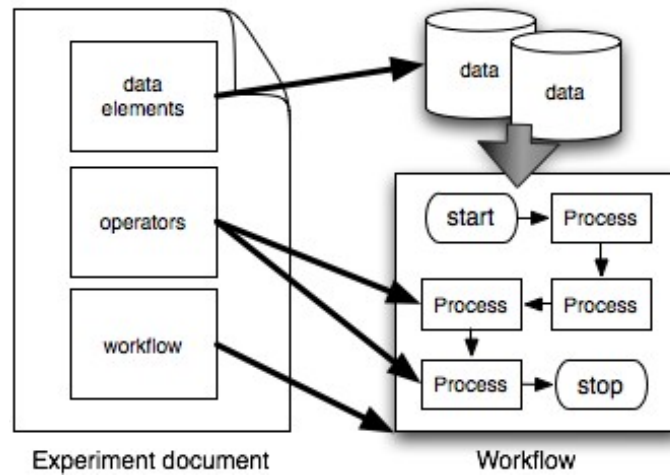 data
elements
operators
workflow
Experiment document
data
data
start
Process
Process
Process
Process
stop
Workflow